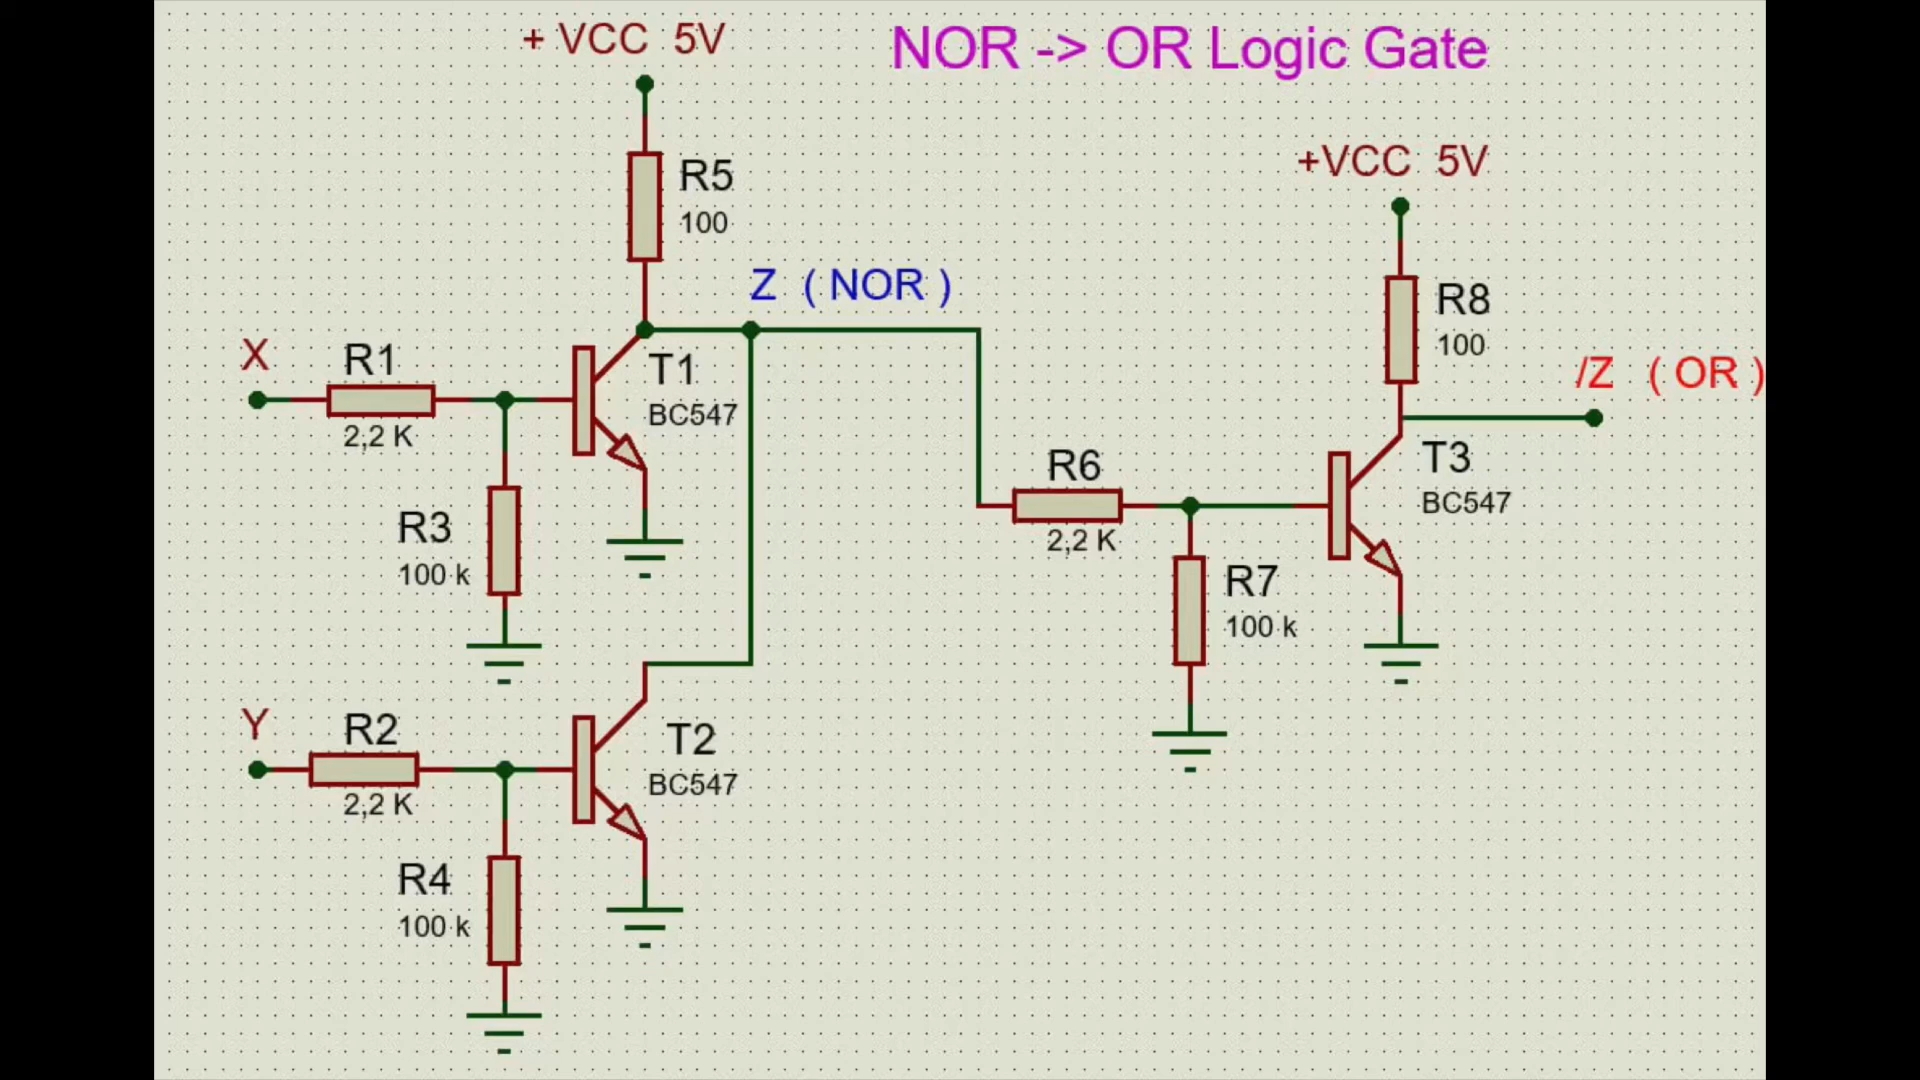 + VCC 5V
NOR -> OR Logic Gate
+VCC 5V
R5
100
Z ( NOR )
R8
100
X
R1
2,2 K
T1
BC547
/Z ( OR )
R6
2,2 K
T3
BC547
R3
100 k
R7
100 k
Y
R2
2,2 K
T2
BC547
R4
100 k